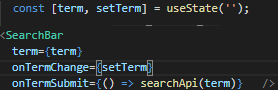 const [term, setTerm] = useState('');
<SearchBar
term={term}
onTermChange={setTerm}
onTermSubmit={() => searchApi(term)} />